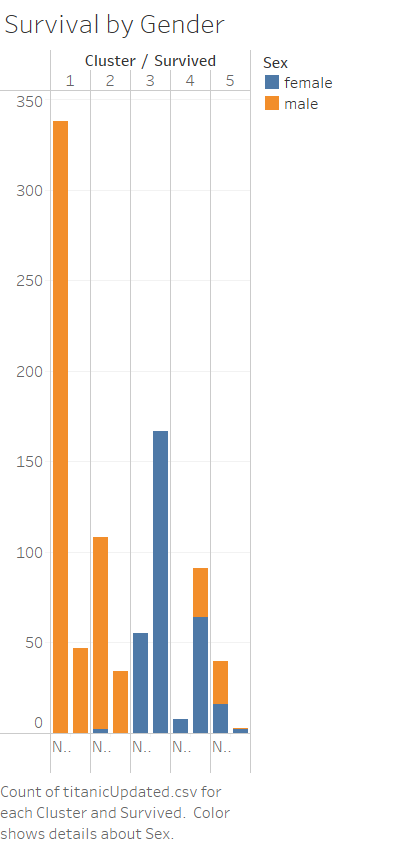 Survival by Gender
Cluster / Survived
Sex
1 2 3 4 5
female
male
350
300
250
200
150
100
50
0
N.. N.. N.. N.. N..
Count of titanicUpdated.csv for
each Cluster and Survived. Color
shows details about Sex.